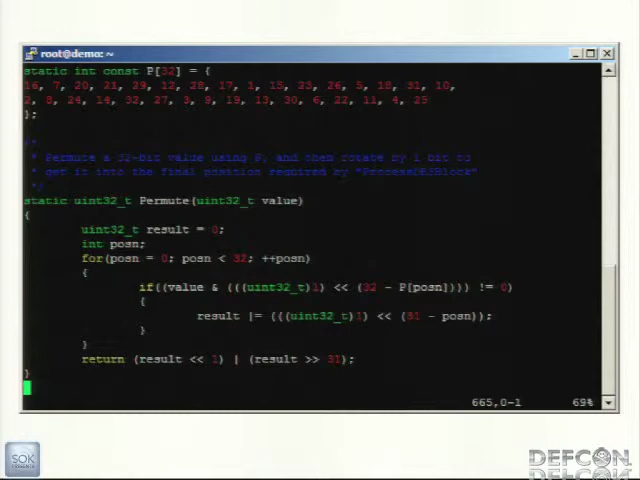 root@demo: ~
static int const P[32] = {
16, 7, 20, 21, 29, 12, 28, 17, 1, 15, 23, 26, 5, 18, 31, 10,
2, 8, 24, 14, 32, 27, 3, 9, 19, 13, 30, 6, 22, 11, 4, 25
};
/*
* Permute a 32-bit value using P, and then rotate my 1 bit to
* get it into the final position required my "ProcessDESBlock"
*/
static uint32_t Permute(uint32_t value)
{
uint32_t result = 0;
int posn;
for(posn = 0; posn < 32; ++posn)
{
if((value & (((uint32_t)1) << (32 - P[posn]))) != 0)
{
result |= (((uint32_t)1) << (31 - posn));
}
}
return (result << 1) | (result >> 31);
}
665,0-1 69%
SOK
DEFCON